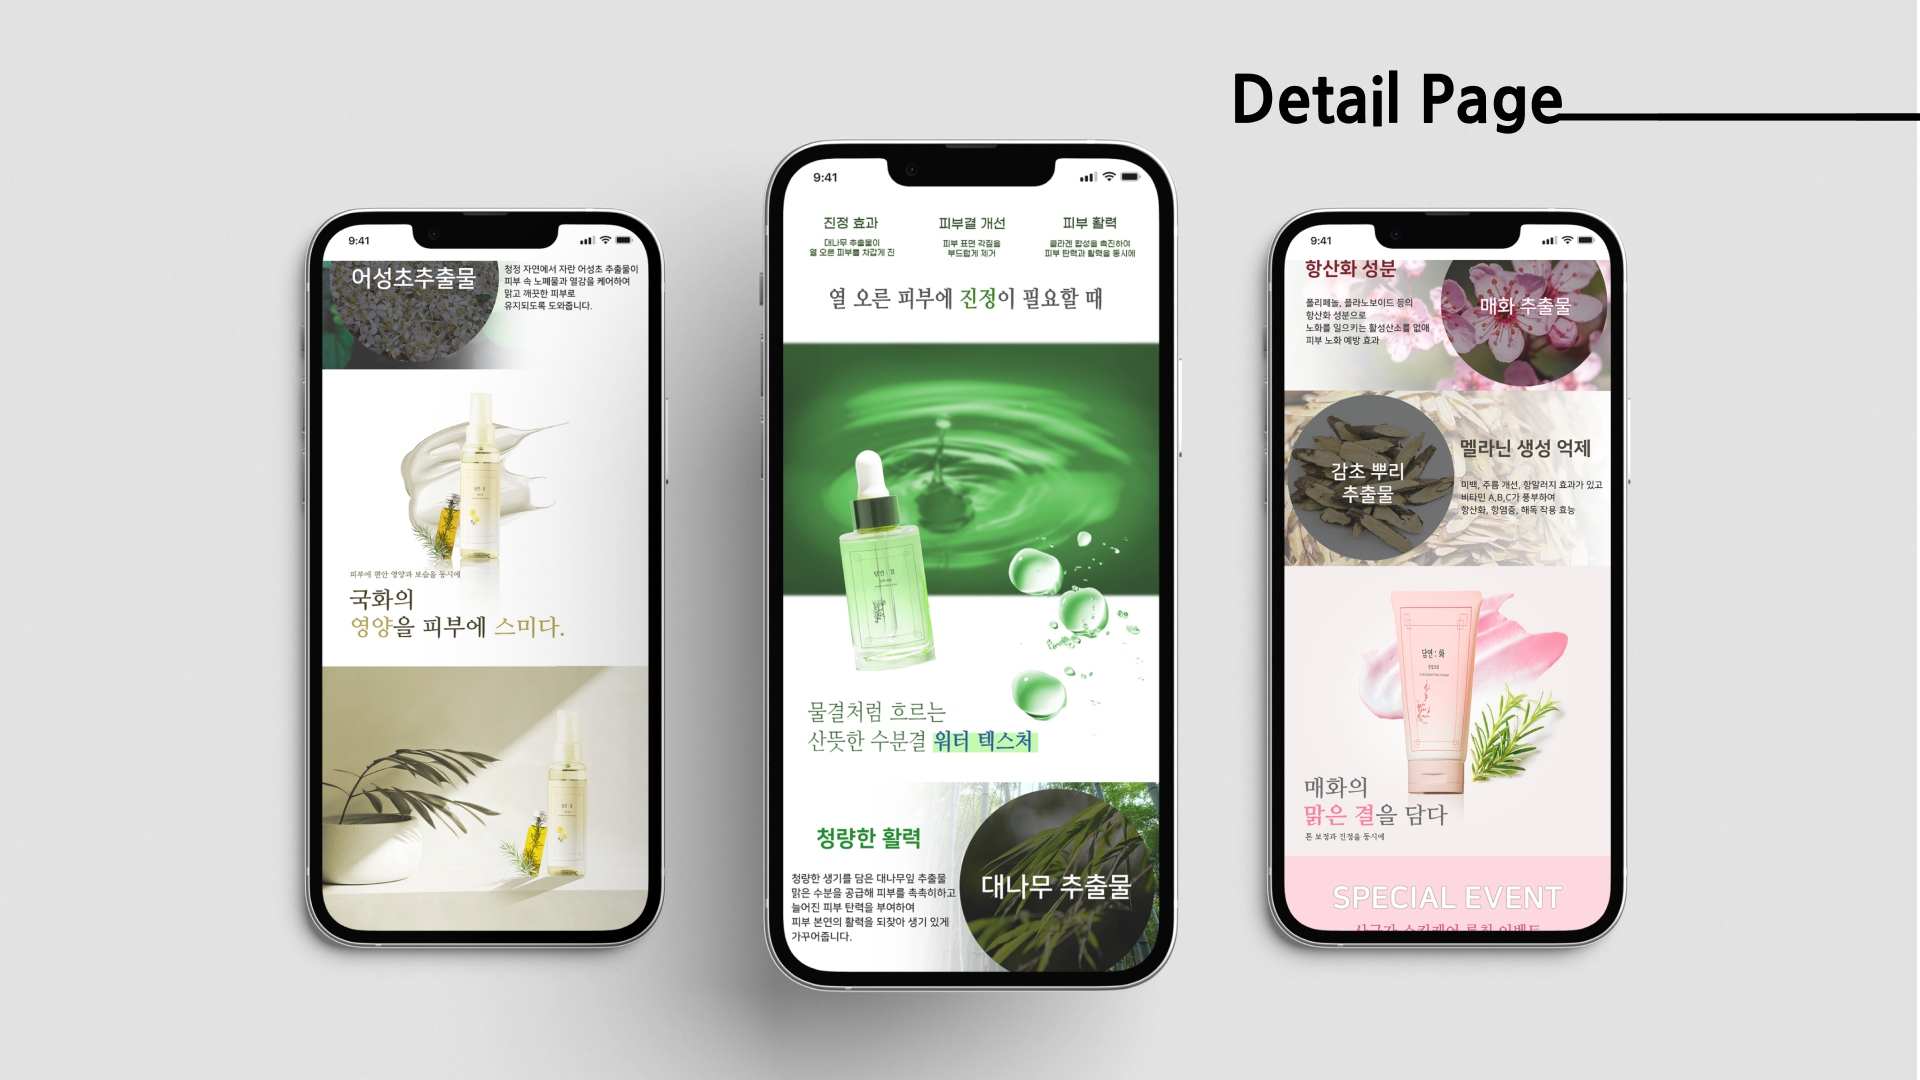 Detail Page
9:41
어성초추출물
청정 자연에서 자란 어성초 추출물이
피부 속 노폐물과 열감을 케어하여
맑고 깨끗한 피부로
유지되도록 도와줍니다.
피부에 편안 영양과 보습을 동시에
국화의
영양을 피부에 스미다.
9:41
진정 효과
대나무 추출물이
열 오른 피부를 차갑게 진
피부결 개선
피부 표면 각질을
부드럽게 제거
피부 활력
콜라겐 합성을 촉진하여
피부 탄력과 활력을 동시에
열 오른 피부에 진정이 필요할 때
담연 : 결
물결처럼 흐르는
산뜻한 수분결 워터 텍스처
청량한 활력
청량한 생기를 담은 대나무잎 추출물
맑은 수분을 공급해 피부를 촉촉히하고
늘어진 피부 탄력을 부여하여
피부 본연의 활력을 되찾아 생기 있게
가꾸어줍니다.
대나무 추출물
9:41
항산화 성분
폴리페놀, 플라노보이드 등의
항산화 성분으로
노화를 일으키는 활성산소를 없애
피부 노화 예방 효과
매화 추출물
감초 뿌리
추출물
멜라닌 생성 억제
미백, 주름 개선, 항알러지 효과가 있고
비타민 A,B,C가 풍부하여
항산화, 항염증, 해독 작용 효능
담연 : 화
매화의
맑은 결을 담다
톤 보정과 진정을 동시에
SPECIAL EVENT